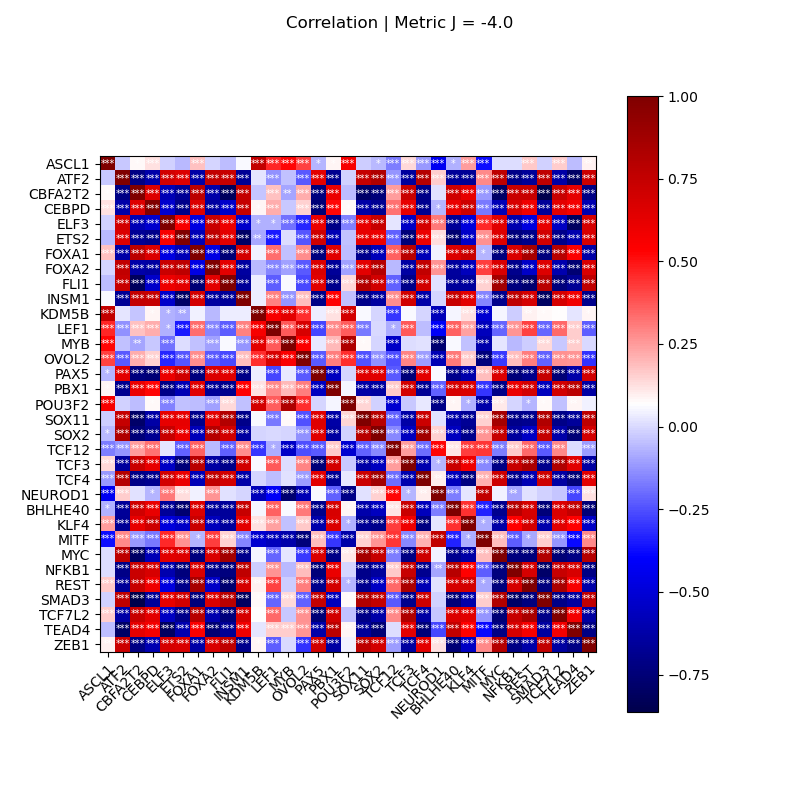 Correlation | Metric J = -4.0
ASCL1
ATF2
CBFA2T2
CEBPD
ELF3
ETS2
FOXA1
FOXA2
FLI1
INSM1
KDM5B
LEF1
MYB
OVOL2
PAX5
PBX1
POU3F2
SOX11
SOX2
TCF12
TCF3
TCF4
NEUROD1
BHLHE40
KLF4
MITF
MYC
NFKB1
REST
SMAD3
TCF7L2
TEAD4
ZEB1
ASCL1
ATF2
CBFA2T2
CEBPD
ELF3
ETS2
FOXA1
FOXA2
FLI1
INSM1
KDM5B
LEF1
MYB
OVOL2
PAX5
PBX1
POU3F2
SOX11
SOX2
TCF12
TCF3
TCF4
NEUROD1
BHLHE40
KLF4
MITF
MYC
NFKB1
REST
SMAD3
TCF7L2
TEAD4
ZEB1
1.00
0.75
0.50
0.25
0.00
−0.25
−0.50
−0.75